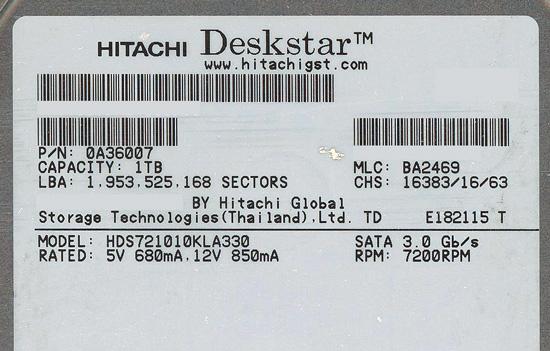 HITACHI Deskstar™
www.hitachigst.com
P/N: 0A36007
CAPACITY: 1TB MLC: BA2469
LBA: 1,953,525,168 SECTORS CHS: 16383/16/63
BY Hitachi Global
Storage Technologies(Thailand).Ltd. TD E182115 T
MODEL: HDS721010KLA330 SATA 3.0 Gb/s
RATED: 5V 680mA,12V 850mA RPM: 7200RPM